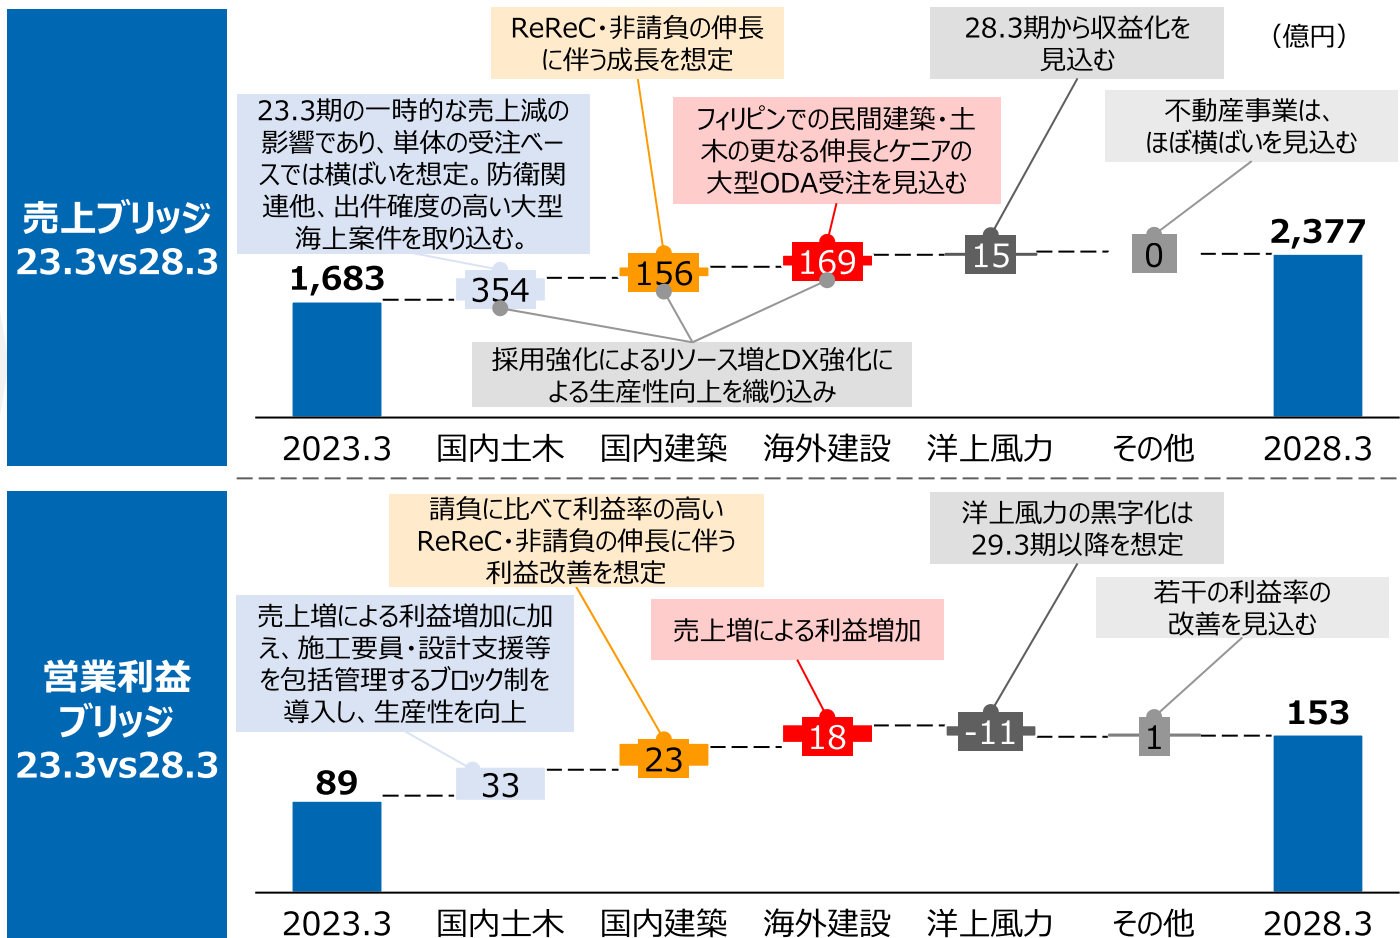 売上ブリッジ
23.3vs28.3
（億円）
ReReC・非請負の伸長
に伴う成長を想定
28.3期から収益化を
見込む
23.3期の一時的な売上減の
影響であり、単体の受注ベー
スでは横ばいを想定。防衛関
連他、出件確度の高い大型
海上案件を取り込む。
フィリピンでの民間建築・土
木の更なる伸長とケニアの
大型ODA受注を見込む
不動産事業は、
ほぼ横ばいを見込む
1,683
354
156
169
15
0
2,377
採用強化によるリソース増とDX強化に
よる生産性向上を織り込み
2023.3
国内土木
国内建築
海外建設
洋上風力
その他
2028.3
営業利益
ブリッジ
23.3vs28.3
請負に比べて利益率の高い
ReReC・非請負の伸長に伴う
利益改善を想定
洋上風力の黒字化は
29.3期以降を想定
売上増による利益増加に加
え、施工要員・設計支援等
を包括管理するブロック制を
導入し、生産性を向上
売上増による利益増加
若干の利益率の
改善を見込む
89
33
23
18
-11
1
153
2023.3
国内土木
国内建築
海外建設
洋上風力
その他
2028.3